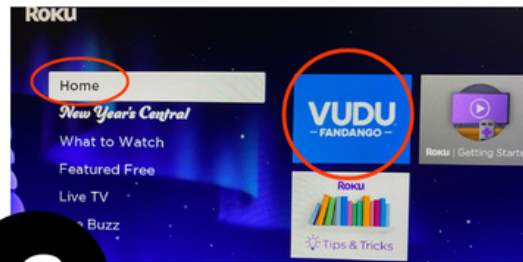 Roku
Home
New Year's Central
What to Watch
Featured Free
Live TV
Buzz
VUDU
– FANDANGO –
Roku | Getting Starte
Roku
Tips & Tricks